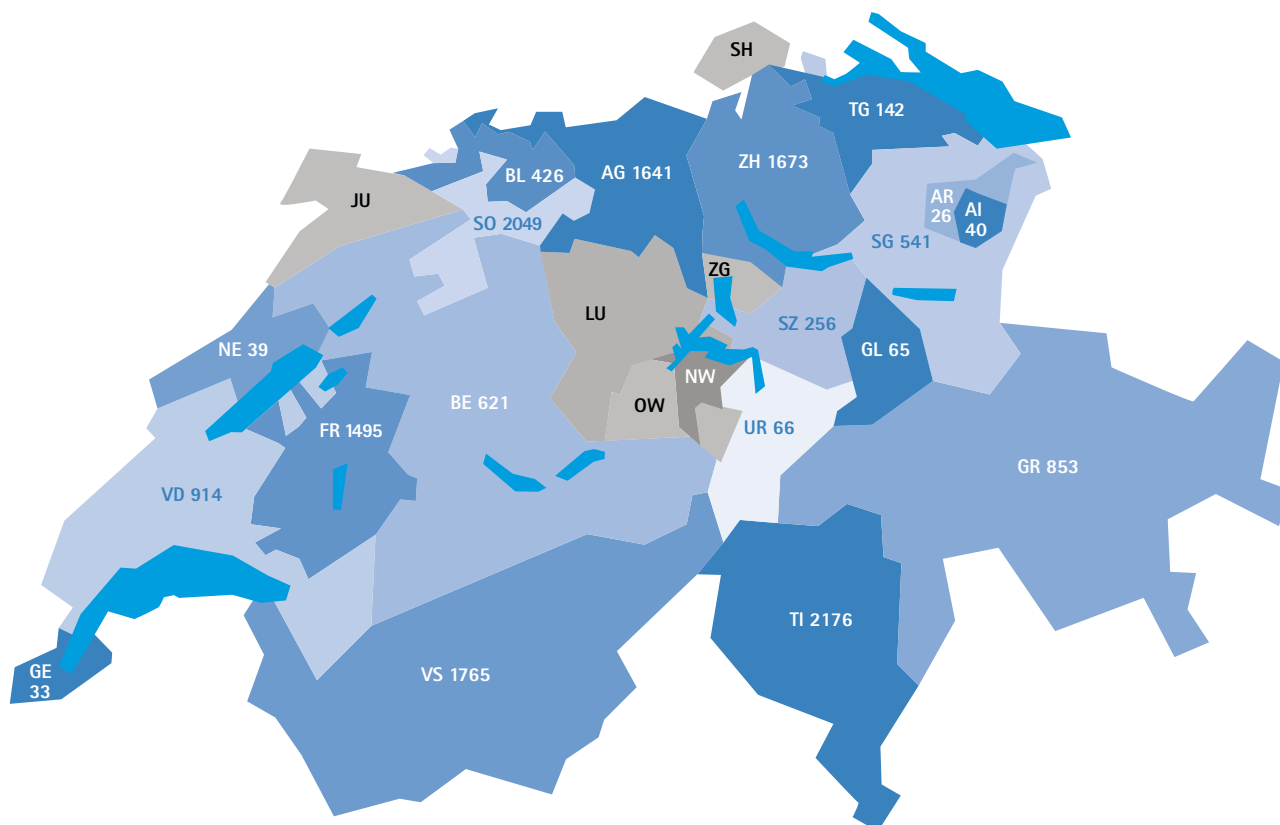 SH
TG 142
ZH 1673
BL 426
AG 1641
JU
AR
26
AI
40
SO 2049
SG 541
ZG
LU
SZ 256
NE 39
GL 65
NW
BE 621
OW
FR 1495
UR 66
GR 853
VD 914
TI 2176
GE
33
VS 1765